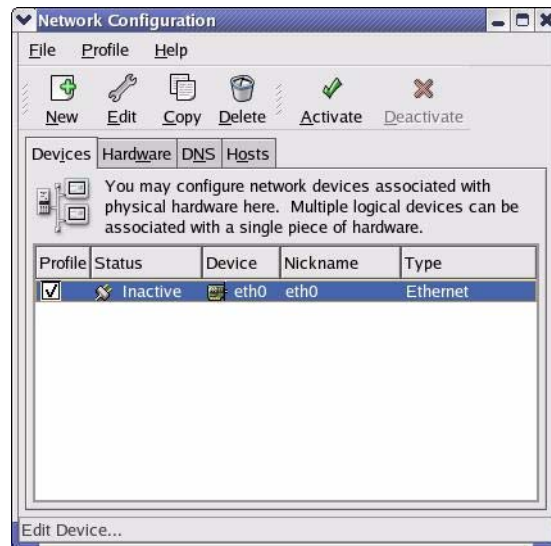 Network Configuration
File Profile Help
New Edit Copy Delete Activate Deactivate
Devices Hardware DNS Hosts
You may configure network devices associated with
physical hardware here. Multiple logical devices can be
associated with a single piece of hardware.
Profile Status Device Nickname Type
Inactive eth0 eth0 Ethernet
Edit Device...